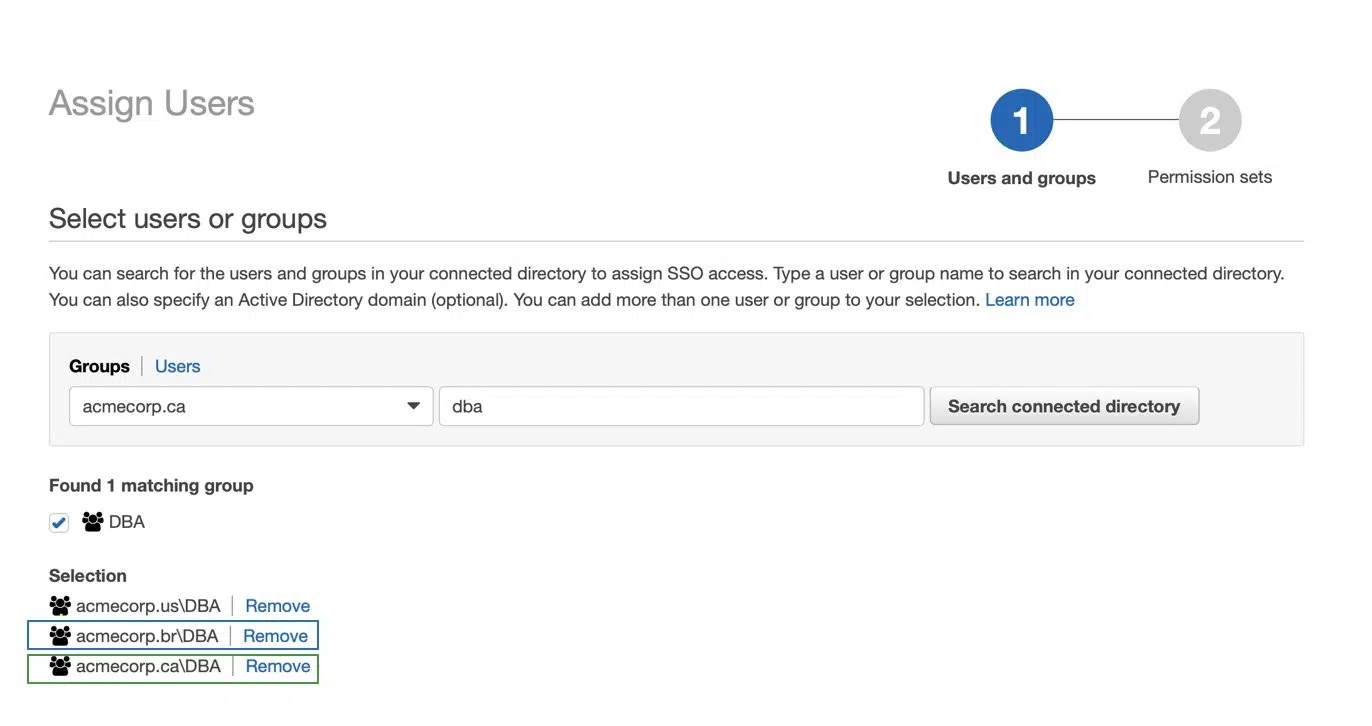 Assign Users
1
2
Users and groups
Permission sets
Select users or groups
You can search for the users and groups in your connected directory to assign SSO access. Type a user or group name to search in your connected directory.
You can also specify an Active Directory domain (optional). You can add more than one user or group to your selection. Learn more
Groups | Users
acmecorp.ca
dba
Search connected directory
Found 1 matching group
DBA
Selection
acmecorp.us\DBA | Remove
acmecorp.br\DBA | Remove
acmecorp.ca\DBA | Remove